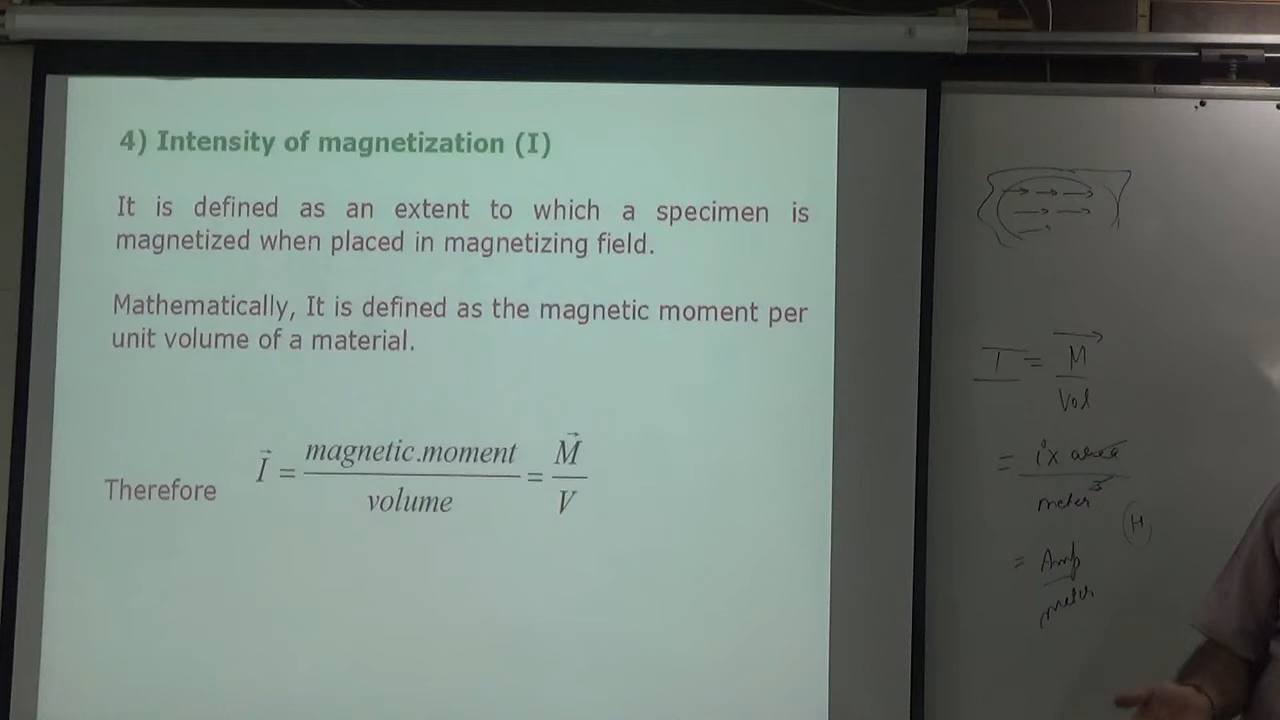 4) Intensity of magnetization (I)
It is defined as an extent to which a specimen is
magnetized when placed in magnetizing field.
Mathematically, It is defined as the magnetic moment per
unit volume of a material.
Therefore I⃗ = magnetic.moment / volume = M⃗ / V
I = M⃗ / Vol
= i x area / meter³
(H)
= Amp / meter